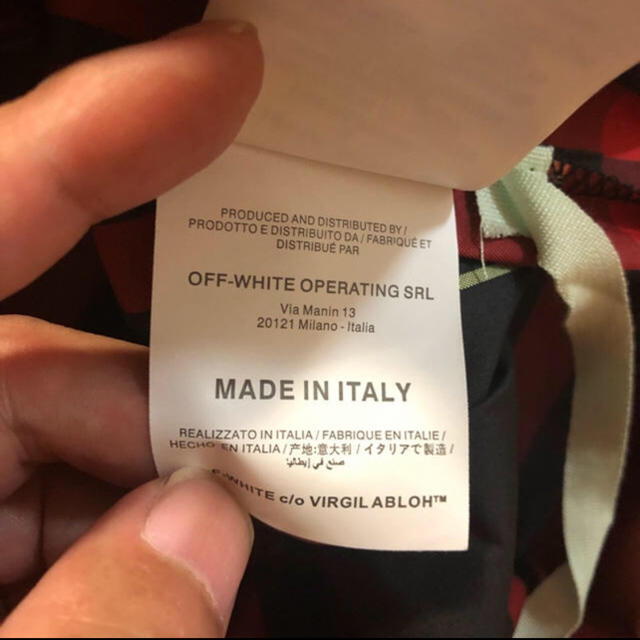 PRODUCED AND DISTRIBUTED BY /
PRODOTTO E DISTRIBUITO DA / FABRIQUÉ ET
DISTRIBUÉ PAR
OFF-WHITE OPERATING SRL
Via Manin 13
20121 Milano - Italia
MADE IN ITALY
REALIZZATO IN ITALIA / FABRIQUE EN ITALIE /
HECHO EN ITALIA / 产地:意大利 / イタリアで製造 /
صنع في إيطاليا
F-WHITE c/o VIRGIL ABLOH™